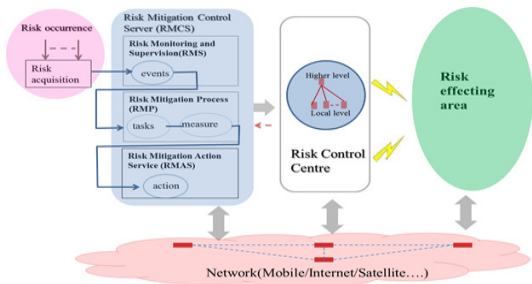 Risk occurrence
Risk
acquisition
Risk Mitigation Control
Server (RMCS)
Risk Monitoring and
Supervision(RMS)
events
Risk Mitigation Process
(RMP)
tasks
measure
Risk Mitigation Action
Service (RMAS)
action
Higher level
Local level
Risk Control
Centre
Risk
effecting
area
Network(Mobile/Internet/Satellite....)